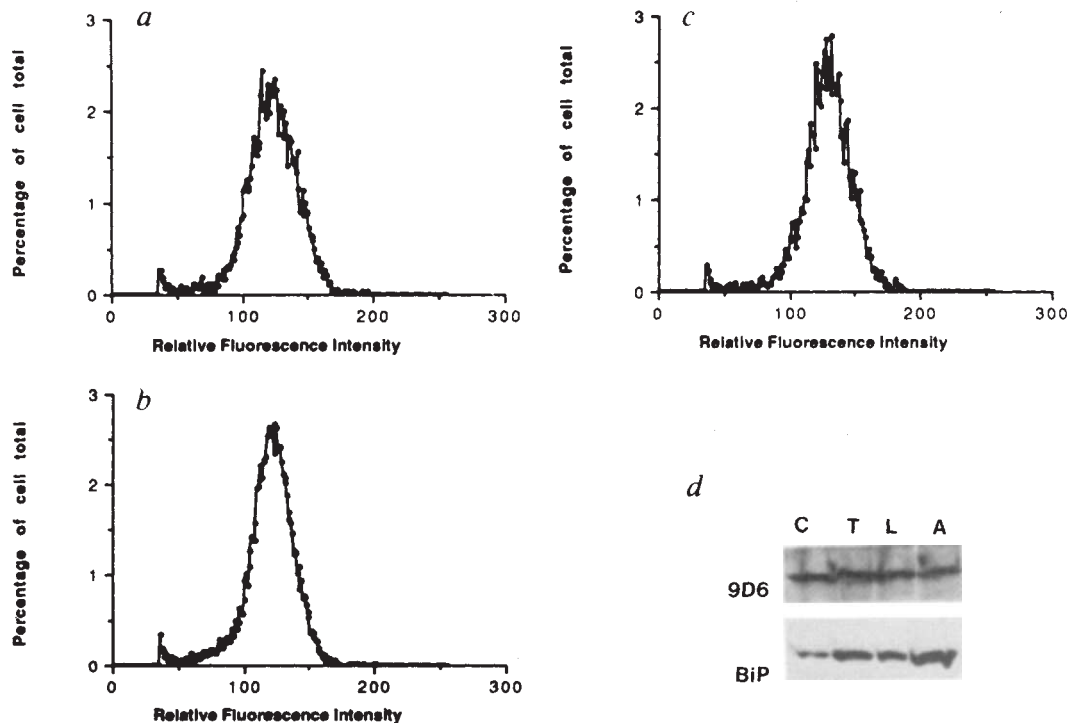 a
3
2
1
0
0 100 200 300
Percentage of cell total
Relative Fluorescence Intensity
c
3
2
1
0
0 100 200 300
Percentage of cell total
Relative Fluorescence Intensity
b
3
2
1
0
0 100 200 300
Percentage of cell total
Relative Fluorescence Intensity
d
C T L A
9D6
BiP